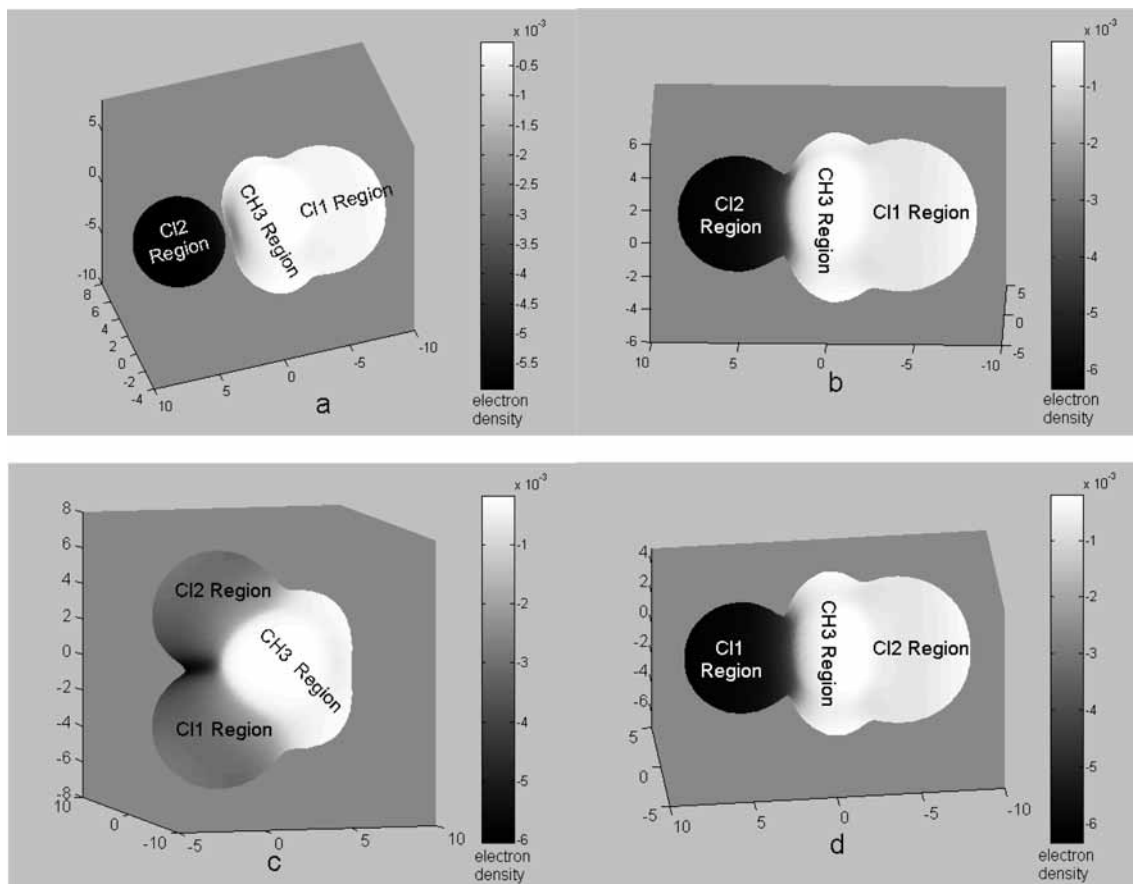 x 10⁻³
-0.5
-1
-1.5
-2
-2.5
-3
-3.5
-4
-4.5
-5
-5.5
electron
density
5
0
-5
-10
8
6
4
2
0
-2
-4
10
5
0
-5
-10
Cl2
Region
CH3 Region
Cl1 Region
a
x 10⁻³
-1
-2
-3
-4
-5
-6
electron
density
6
4
2
0
-2
-4
-6
10
5
0
-5
-10
5
0
-5
Cl2
Region
CH3 Region
Cl1 Region
b
x 10⁻³
-1
-2
-3
-4
-5
-6
electron
density
8
6
4
2
0
-2
-4
-6
-8
10
0
-10
-5
0
5
10
Cl2 Region
CH3 Region
Cl1 Region
c
x 10⁻³
-1
-2
-3
-4
-5
-6
electron
density
4
2
0
-2
-4
-6
5
0
-5
10
5
0
-5
-10
Cl1
Region
CH3 Region
Cl2 Region
d